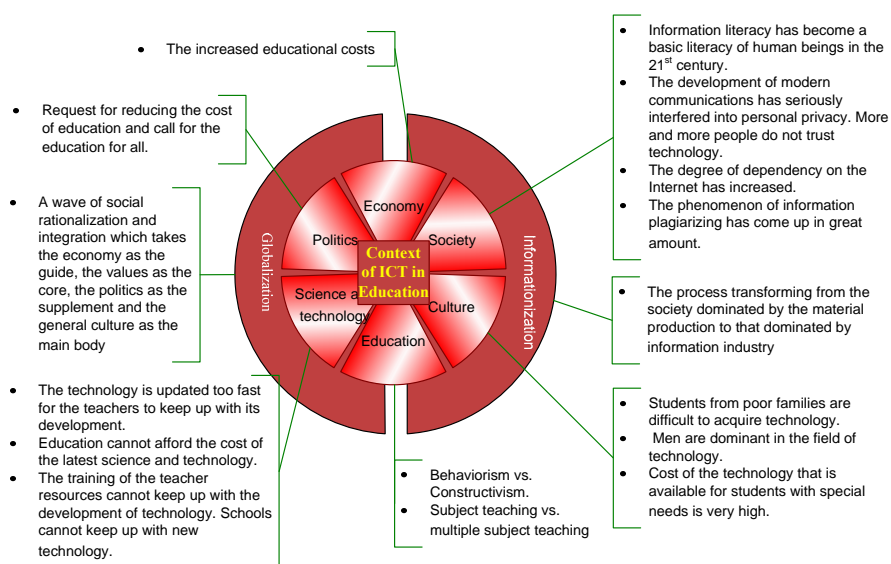 • The increased educational costs
• Request for reducing the cost
of education and call for the
education for all.
• A wave of social
rationalization and
integration which takes
the economy as the
guide, the values as the
core, the politics as the
supplement and the
general culture as the
main body
• The technology is updated too fast
for the teachers to keep up with its
development.
• Education cannot afford the cost of
the latest science and technology.
• The training of the teacher
resources cannot keep up with the
development of technology. Schools
cannot keep up with new
technology.
Globalization
Economy
Politics
Society
Context
of ICT in
Education
Science a
technology
Culture
Education
Informationization
• Behaviorism vs.
Constructivism.
• Subject teaching vs.
multiple subject teaching
• Information literacy has become a
basic literacy of human beings in the
21st century.
• The development of modern
communications has seriously
interfered into personal privacy. More
and more people do not trust
technology.
• The degree of dependency on the
Internet has increased.
• The phenomenon of information
plagiarizing has come up in great
amount.
• The process transforming from the
society dominated by the material
production to that dominated by
information industry
• Students from poor families are
difficult to acquire technology.
• Men are dominant in the field of
technology.
• Cost of the technology that is
available for students with special
needs is very high.